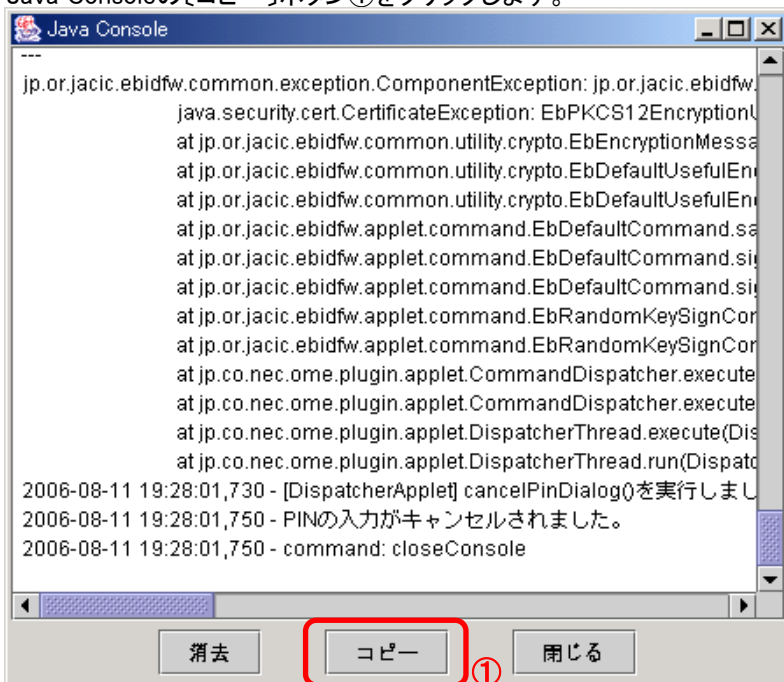 Java Consoleの[コピー]ボタン①をクリックします。
Java Console
---
jp.or.jacic.ebidfw.common.exception.ComponentException: jp.or.jacic.ebidfw.
java.security.cert.CertificateException: EbPKCS12Encryption
at jp.or.jacic.ebidfw.common.utility.crypto.EbEncryptionMessa
at jp.or.jacic.ebidfw.common.utility.crypto.EbDefaultUsefulEn
at jp.or.jacic.ebidfw.common.utility.crypto.EbDefaultUsefulEn
at jp.or.jacic.ebidfw.applet.command.EbDefaultCommand.sa
at jp.or.jacic.ebidfw.applet.command.EbDefaultCommand.si
at jp.or.jacic.ebidfw.applet.command.EbDefaultCommand.si
at jp.or.jacic.ebidfw.applet.command.EbRandomKeySignCor
at jp.or.jacic.ebidfw.applet.command.EbRandomKeySignCor
at jp.co.nec.ome.plugin.applet.CommandDispatcher.execute
at jp.co.nec.ome.plugin.applet.CommandDispatcher.execute
at jp.co.nec.ome.plugin.applet.DispatcherThread.execute(Dis
at jp.co.nec.ome.plugin.applet.DispatcherThread.run(Dispatc
2006-08-11 19:28:01,730 - [DispatcherApplet] cancelPinDialog()を実行しまし
2006-08-11 19:28:01,750 - PINの入力がキャンセルされました。
2006-08-11 19:28:01,750 - command: closeConsole
消去 コピー 閉じる
①